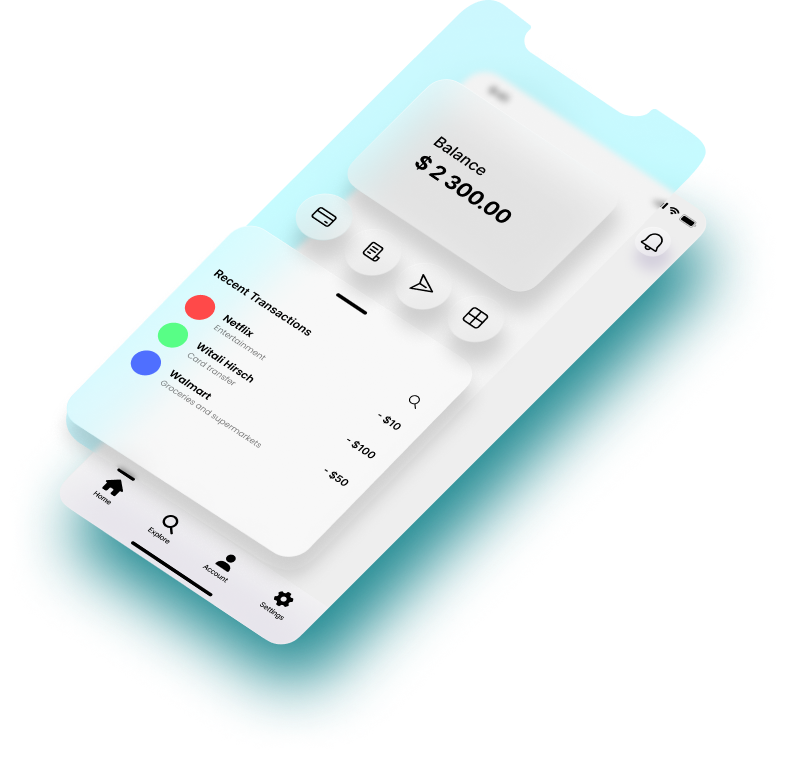 Balance
$ 2 300.00
Recent Transactions
Netflix
Entertainment
- $10
Witali Hirsch
Card transfer
- $100
Walmart
Groceries and supermarkets
- $50
Home
Explore
Account
Settings